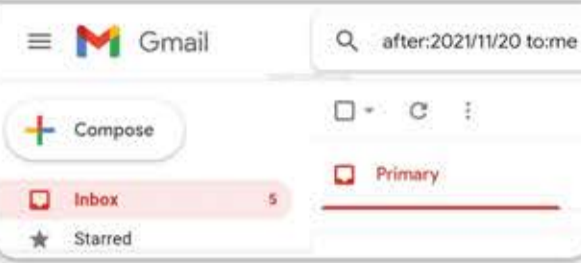 Gmail
after:2021/11/20 to:me
Compose
Primary
Inbox 5
Starred